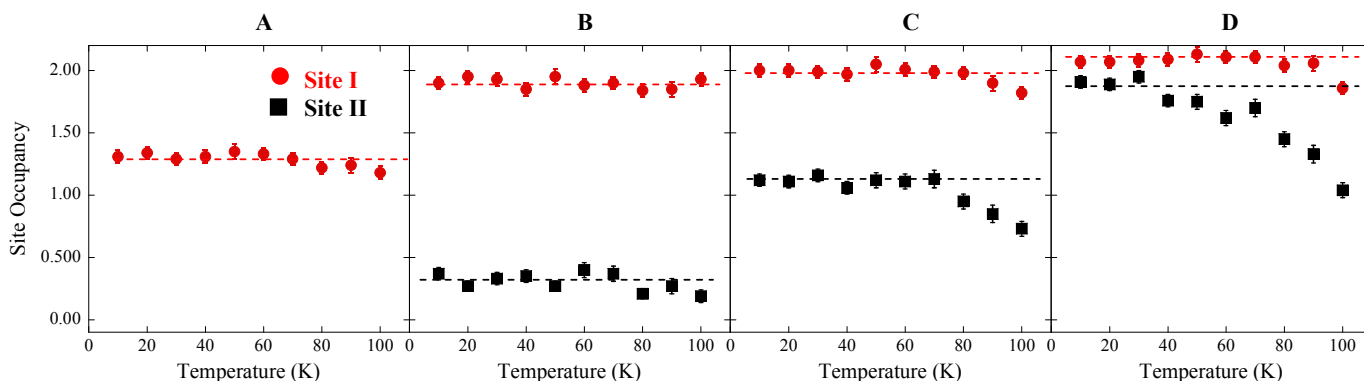 A B C D
Site Occupancy
2.00
1.50
1.00
0.500
0.00
Site I
Site II
0 20 40 60 80 100 0 20 40 60 80 100 0 20 40 60 80 100 0 20 40 60 80 100
Temperature (K) Temperature (K) Temperature (K) Temperature (K)